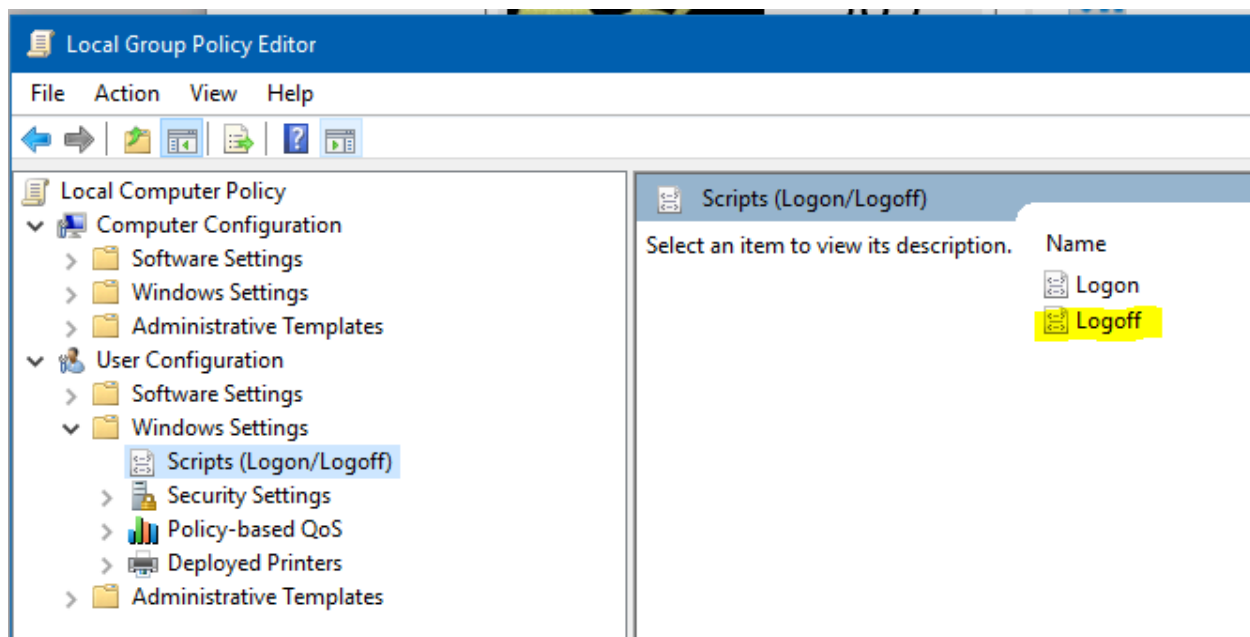 Local Group Policy Editor
File Action View Help
Local Computer Policy
Computer Configuration
Software Settings
Windows Settings
Administrative Templates
User Configuration
Software Settings
Windows Settings
Scripts (Logon/Logoff)
Security Settings
Policy-based QoS
Deployed Printers
Administrative Templates
Scripts (Logon/Logoff)
Select an item to view its description.
Name
Logon
Logoff